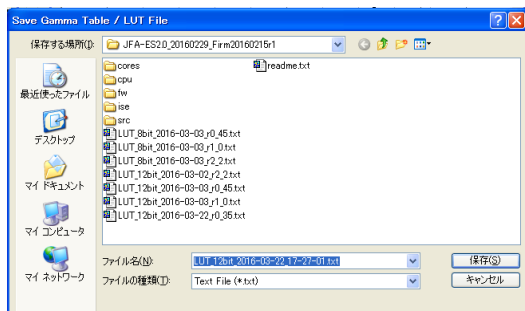 Save Gamma Table / LUT File
保存する場所(I):
JFA-ES2.0_20160229_Firm20160215r1
最近使ったファイル
デスクトップ
マイ ドキュメント
マイ コンピュータ
マイ ネットワーク
cores
cpu
fw
ise
src
LUT_8bit_2016-03-03_r0_45.txt
LUT_8bit_2016-03-03_r1_0.txt
LUT_8bit_2016-03-03_r2_2.txt
LUT_12bit_2016-03-02_r2_2.txt
LUT_12bit_2016-03-03_r0_45.txt
LUT_12bit_2016-03-03_r1_0.txt
LUT_12bit_2016-03-22_r0_35.txt
readme.txt
ファイル名(N):
LUT_12bit_2016-03-22_17-27-01.txt
保存(S)
ファイルの種類(T):
Text File (*.txt)
キャンセル